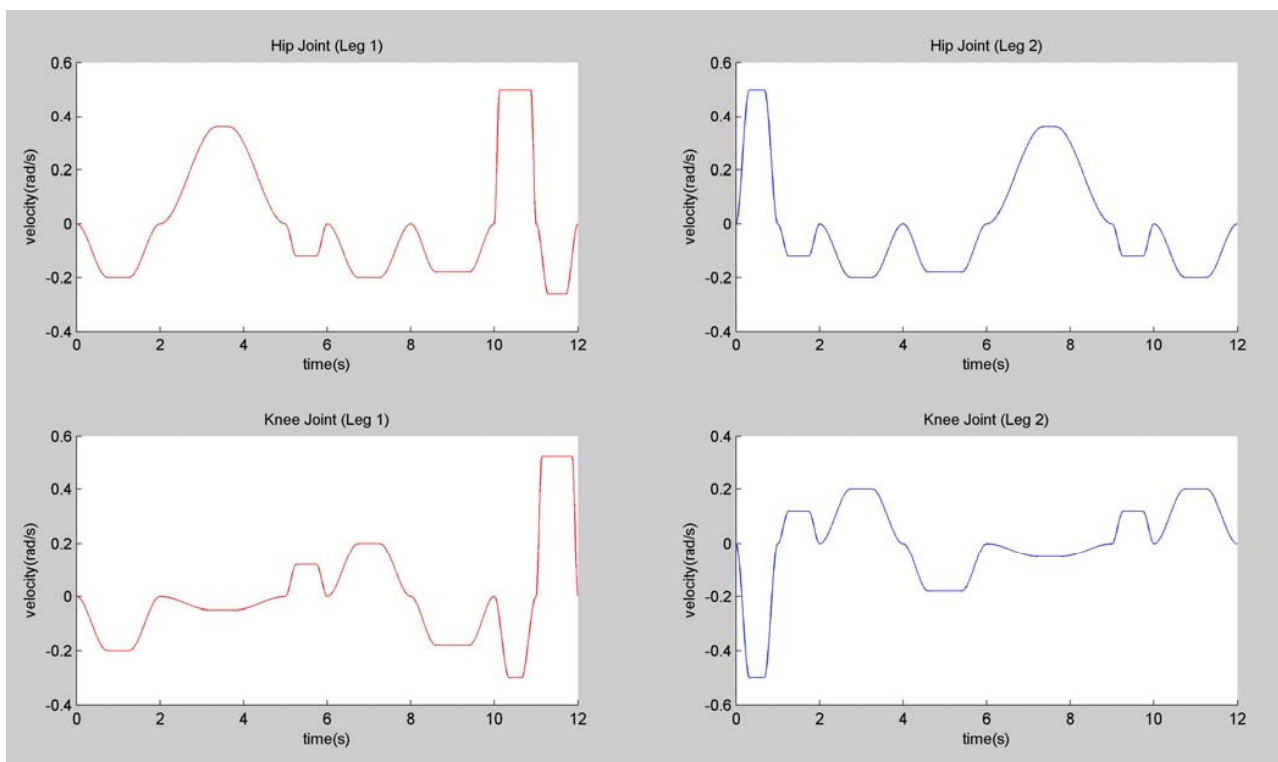 Hip Joint (Leg 1)
0.6
0.4
0.2
0
-0.2
-0.4
velocity(rad/s)
0 2 4 6 8 10 12
time(s)
Hip Joint (Leg 2)
0.6
0.4
0.2
0
-0.2
-0.4
velocity(rad/s)
0 2 4 6 8 10 12
time(s)
Knee Joint (Leg 1)
0.6
0.4
0.2
0
-0.2
-0.4
velocity(rad/s)
0 2 4 6 8 10 12
time(s)
Knee Joint (Leg 2)
0.4
0.2
0
-0.2
-0.4
-0.6
velocity(rad/s)
0 2 4 6 8 10 12
time(s)